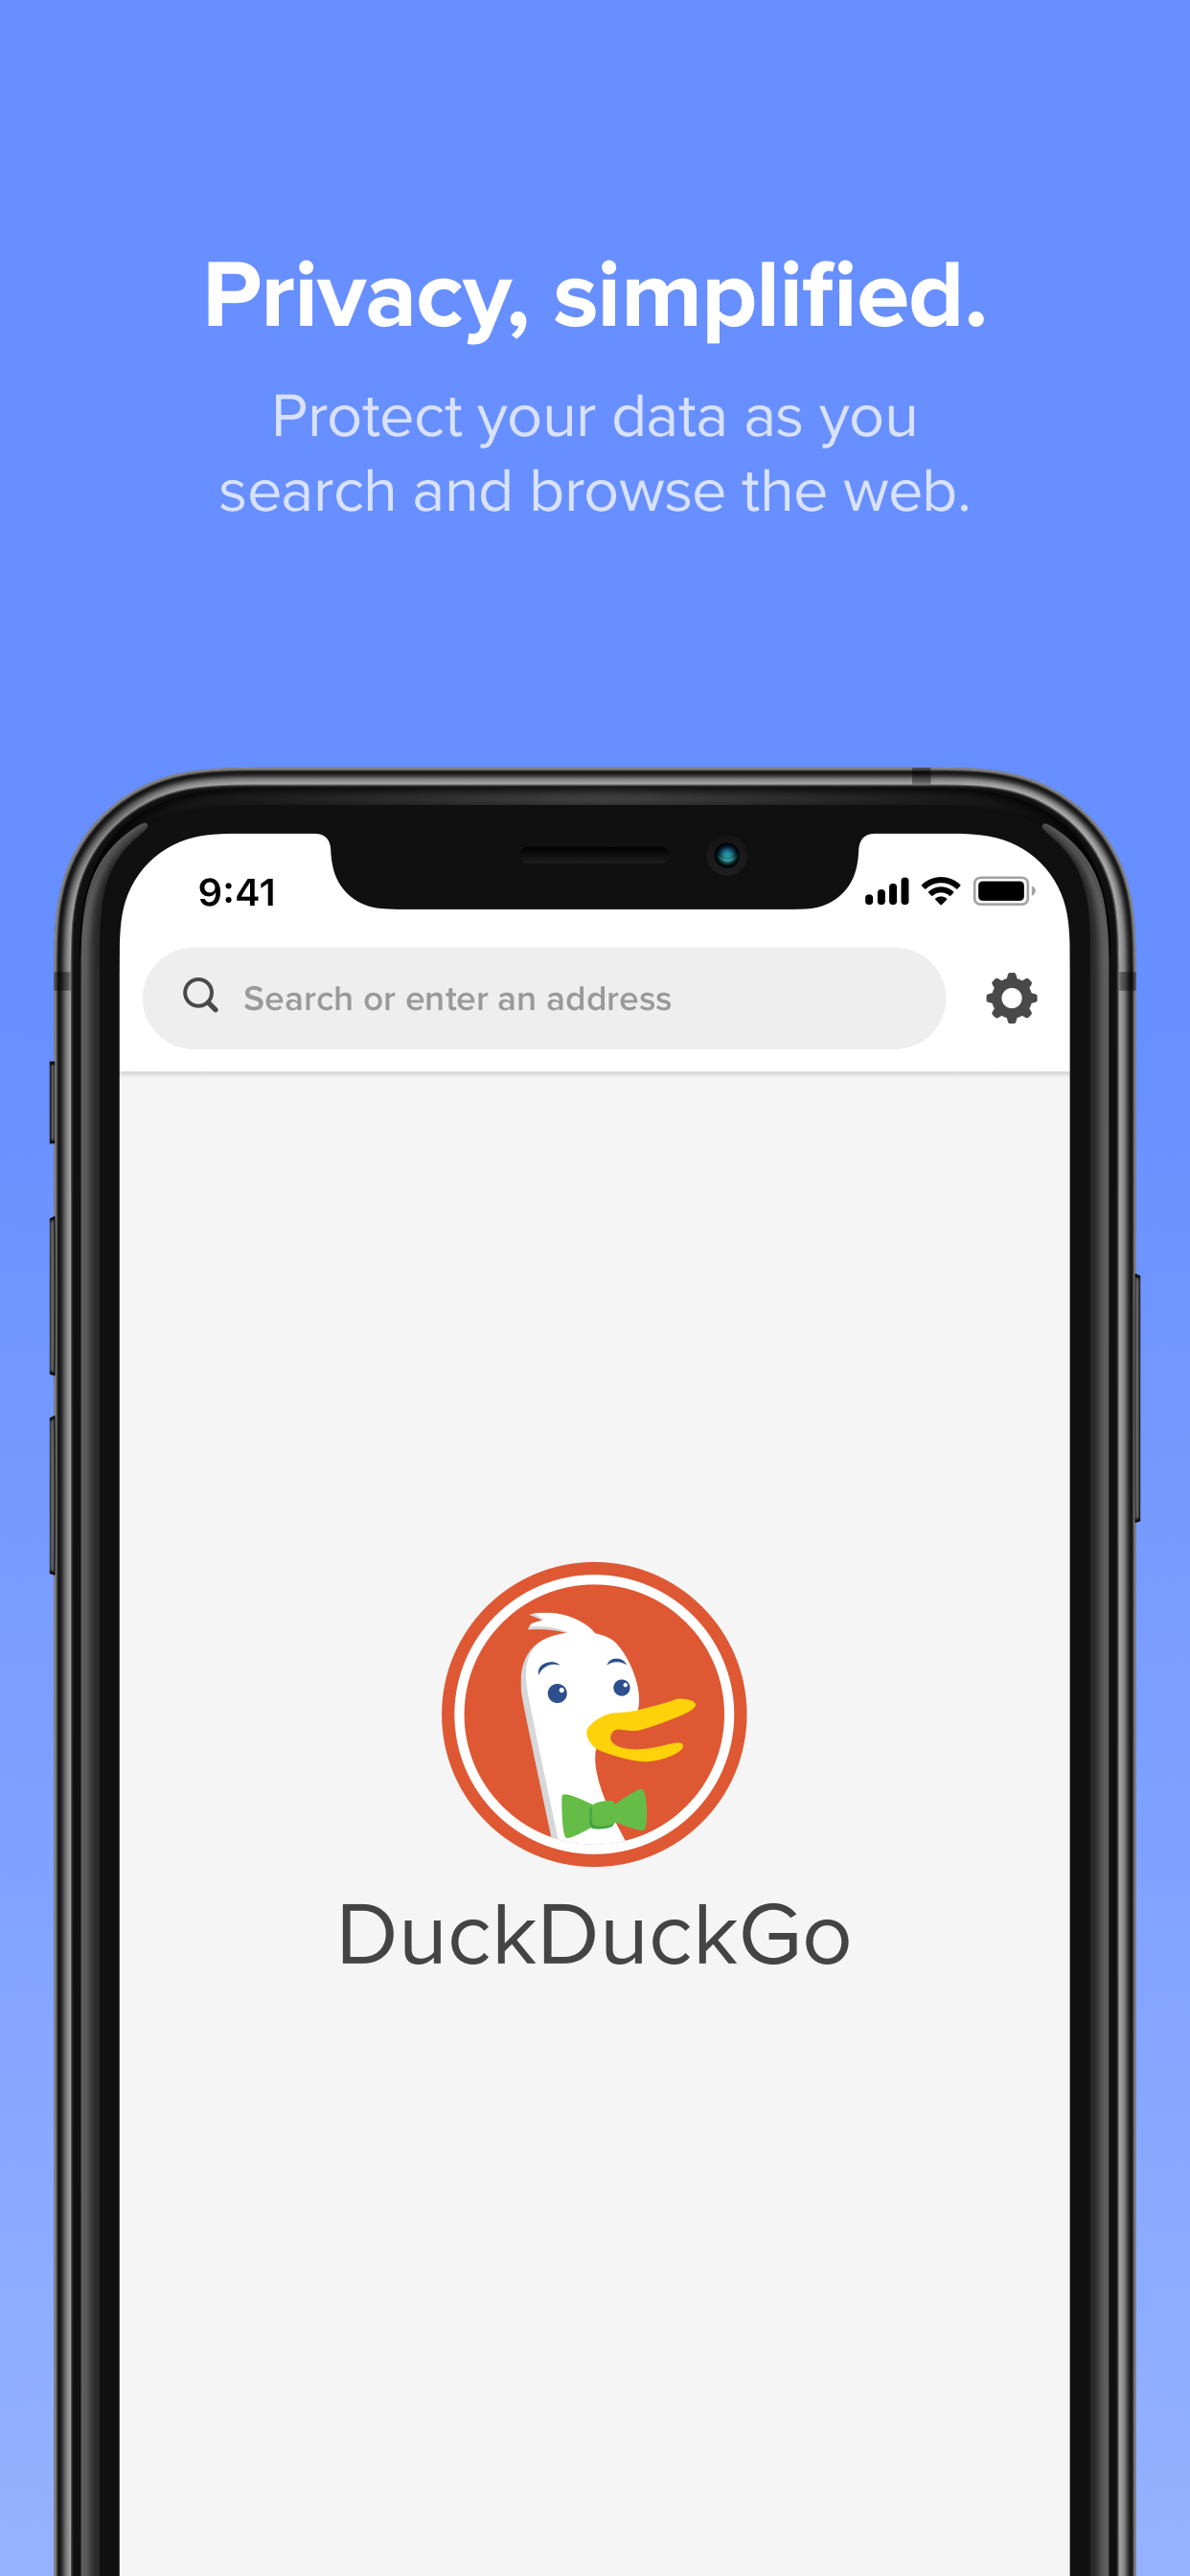 Privacy, simplified.
Protect your data as you
search and browse the web.
9:41
Search or enter an address
DuckDuckGo